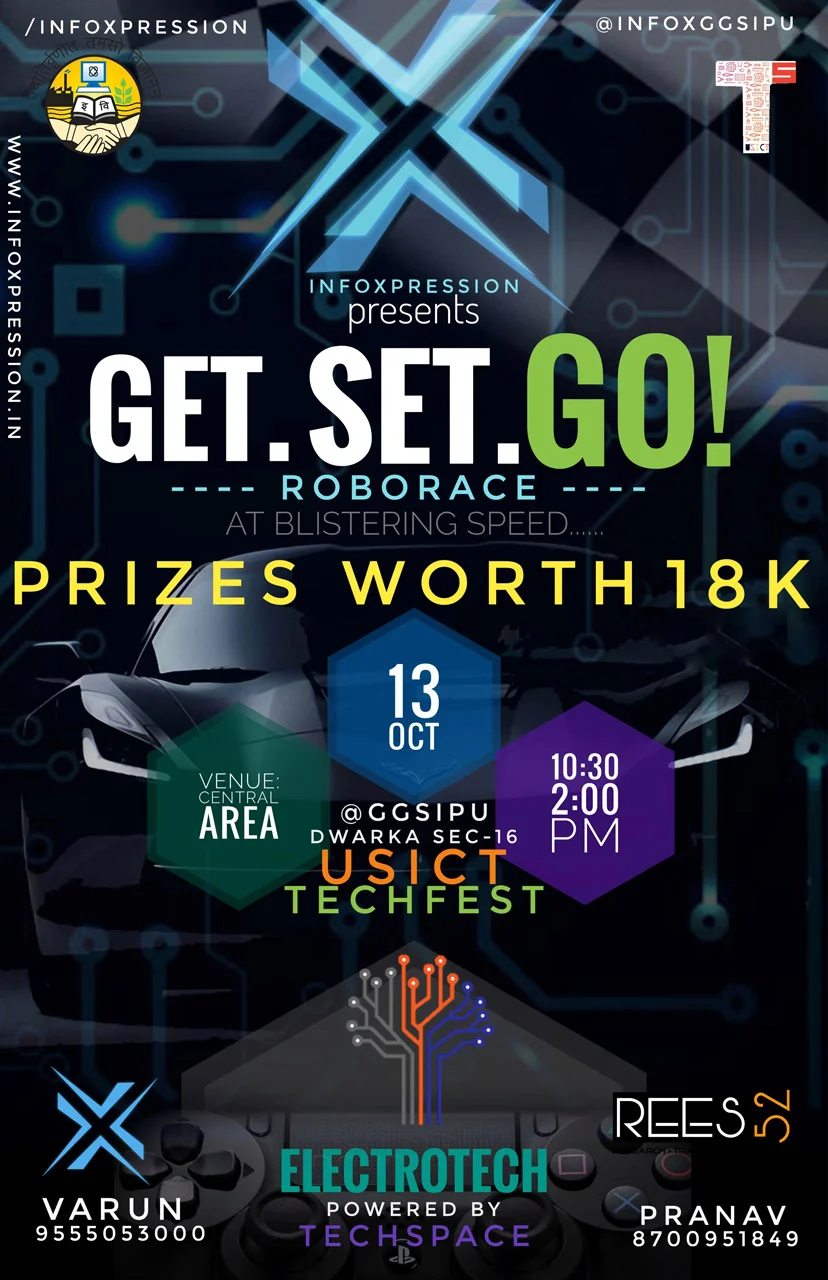 /INFOXPRESSION
@INFOXGGSIPU
इ वि
USICT
WWW.INFOXPRESSION.IN
INFOXPRESSION
presents
GET. SET. GO!
---- ROBORACE ----
AT BLISTERING SPEED......
PRIZES WORTH 18K
13
OCT
VENUE:
CENTRAL
AREA
10:30
2:00
PM
@GGSIPU
DWARKA SEC-16
USICT
TECHFEST
REES 52
ELECTROTECH
POWERED BY
TECHSPACE
VARUN
9555053000
PRANAV
8700951849